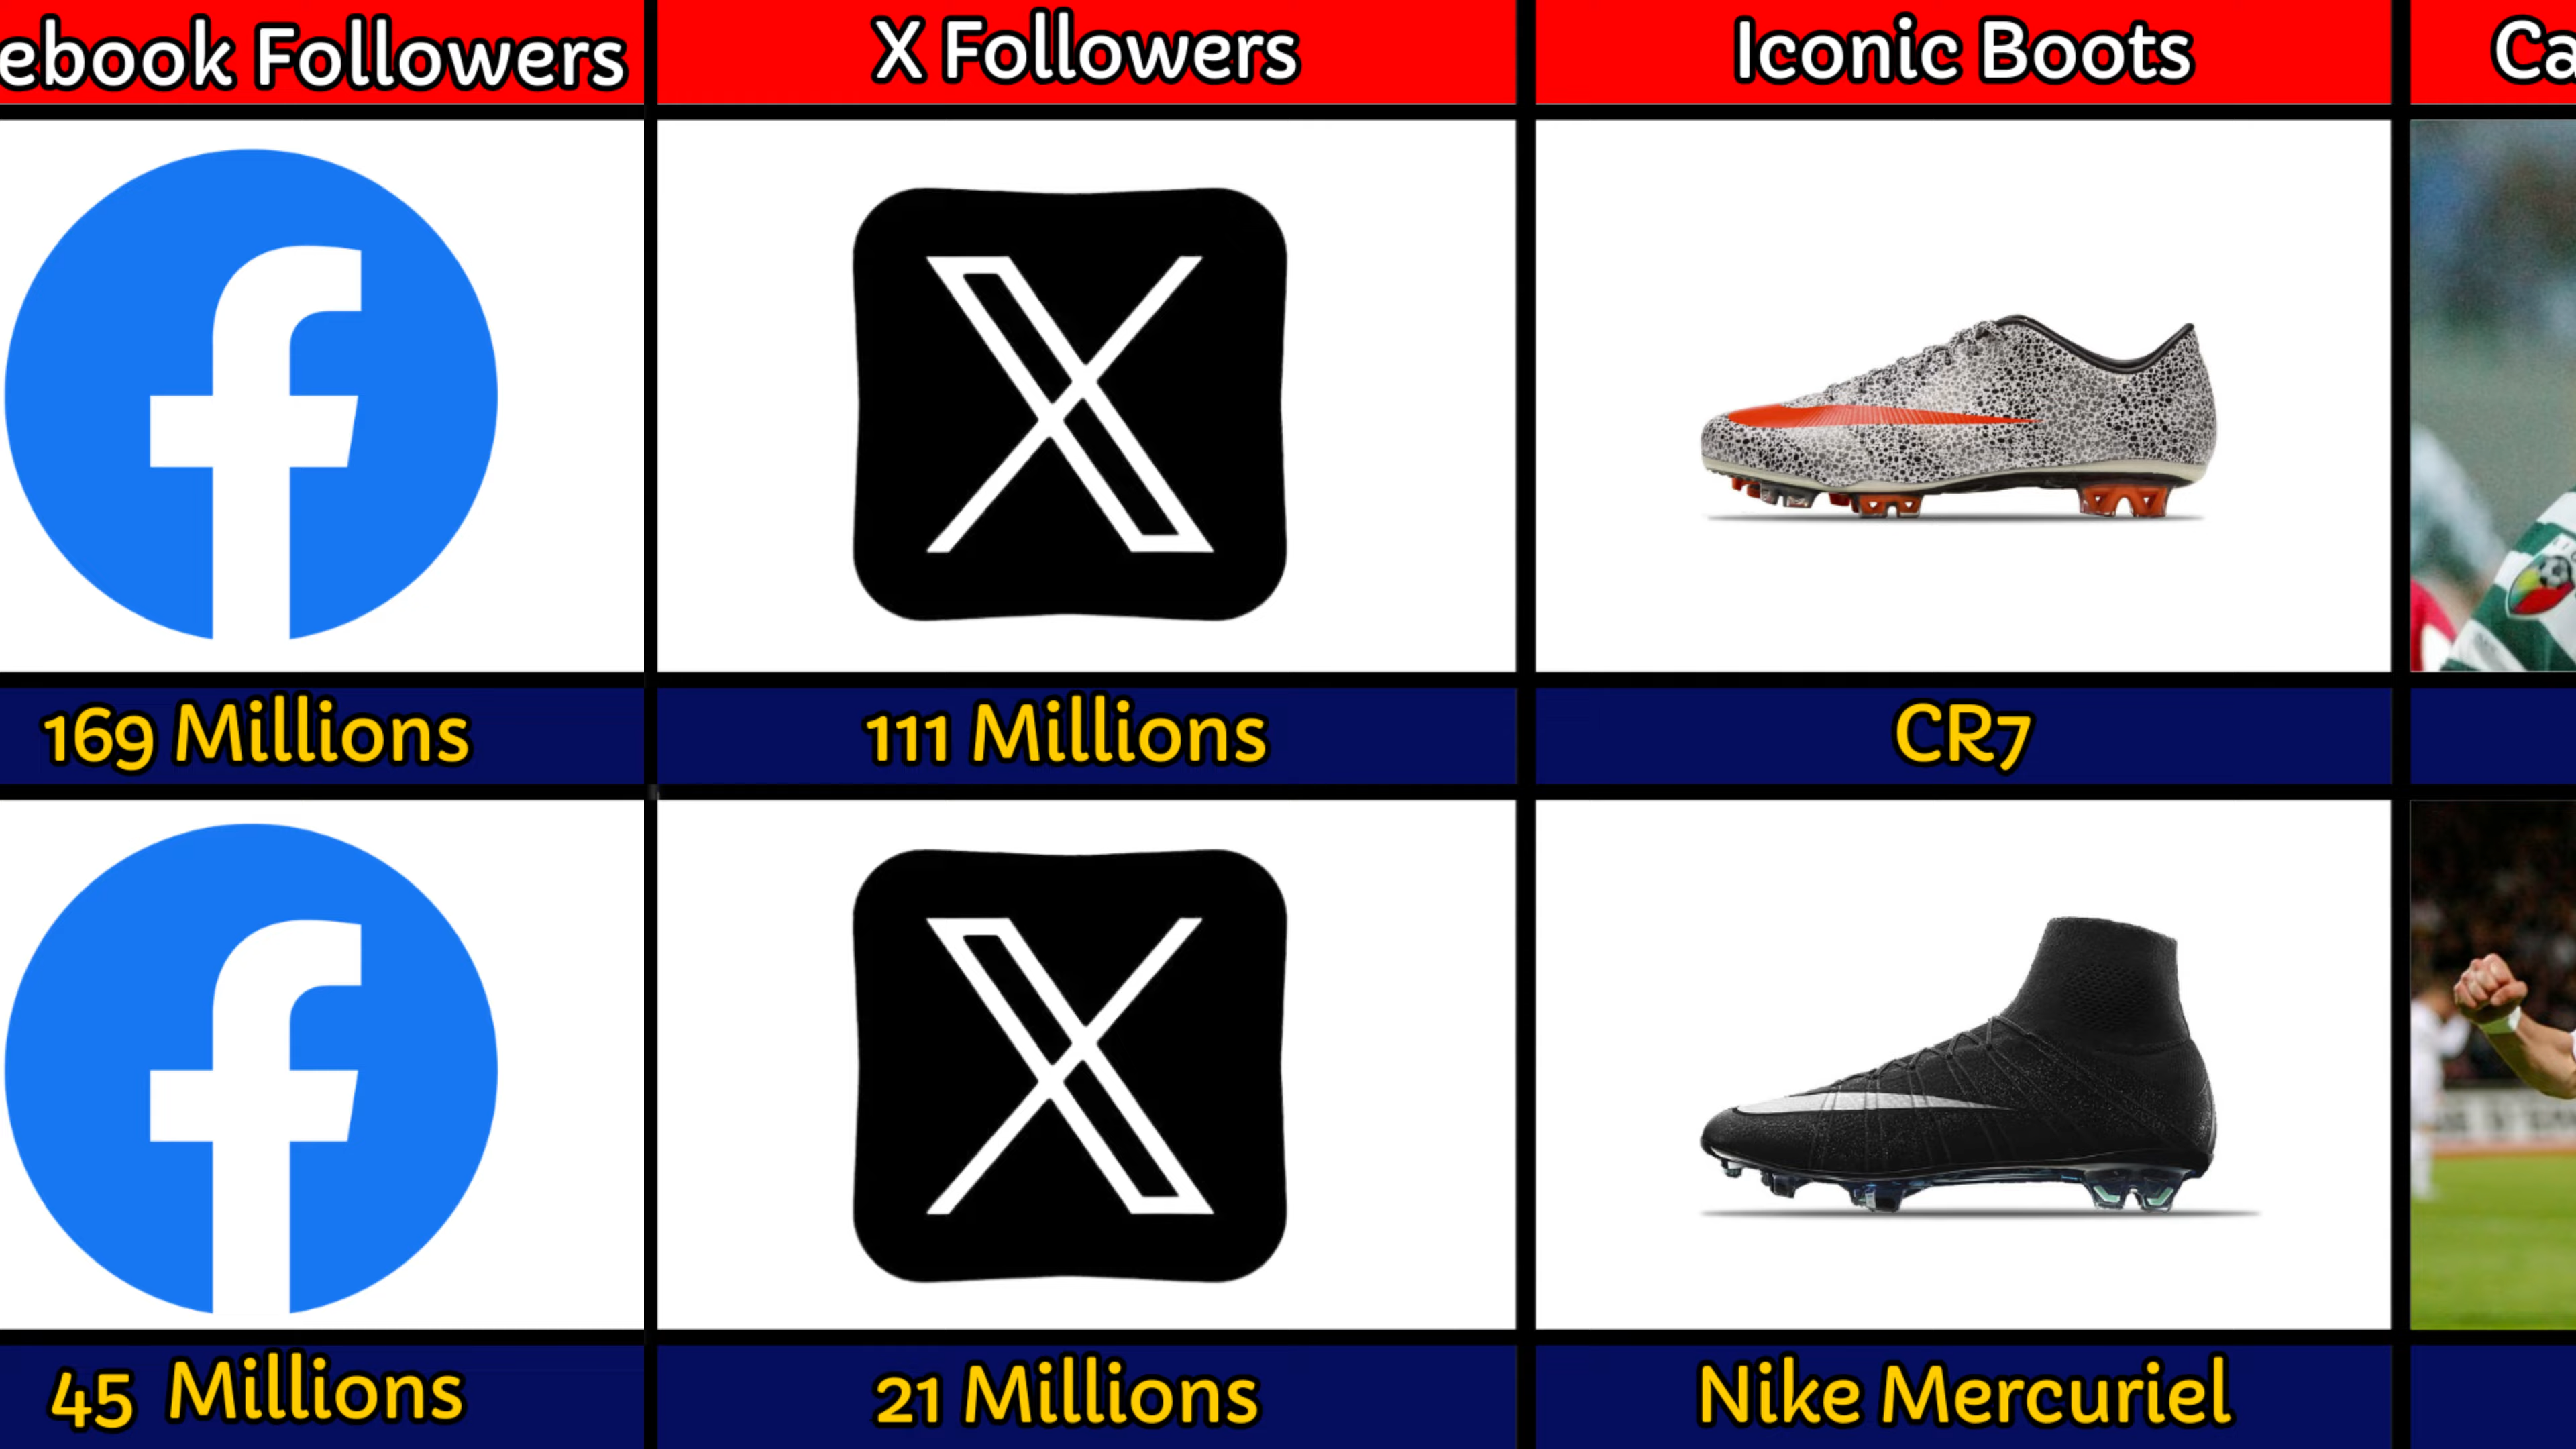 ebook Followers
X Followers
Iconic Boots
Ca
169 Millions
111 Millions
CR7
45 Millions
21 Millions
Nike Mercuriel